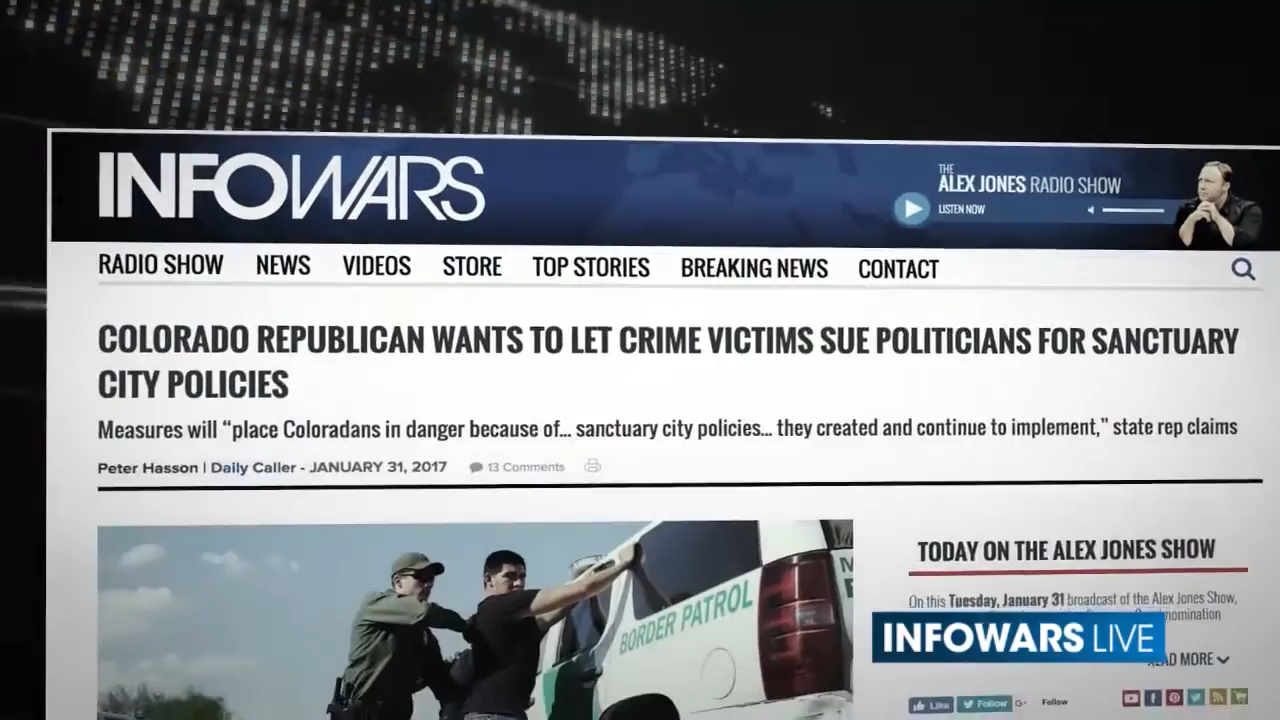 INFOWARS
THE
ALEX JONES RADIO SHOW
LISTEN NOW
RADIO SHOW NEWS VIDEOS STORE TOP STORIES BREAKING NEWS CONTACT
COLORADO REPUBLICAN WANTS TO LET CRIME VICTIMS SUE POLITICIANS FOR SANCTUARY
CITY POLICIES
Measures will “place Coloradans in danger because of... sanctuary city policies... they created and continue to implement,” state rep claims
Peter Hasson | Daily Caller - JANUARY 31, 2017 13 Comments
BORDER PATROL
TODAY ON THE ALEX JONES SHOW
On this Tuesday, January 31 broadcast of the Alex Jones Show,
INFOWARS LIVE
MORE
Like Follow G+ Follow